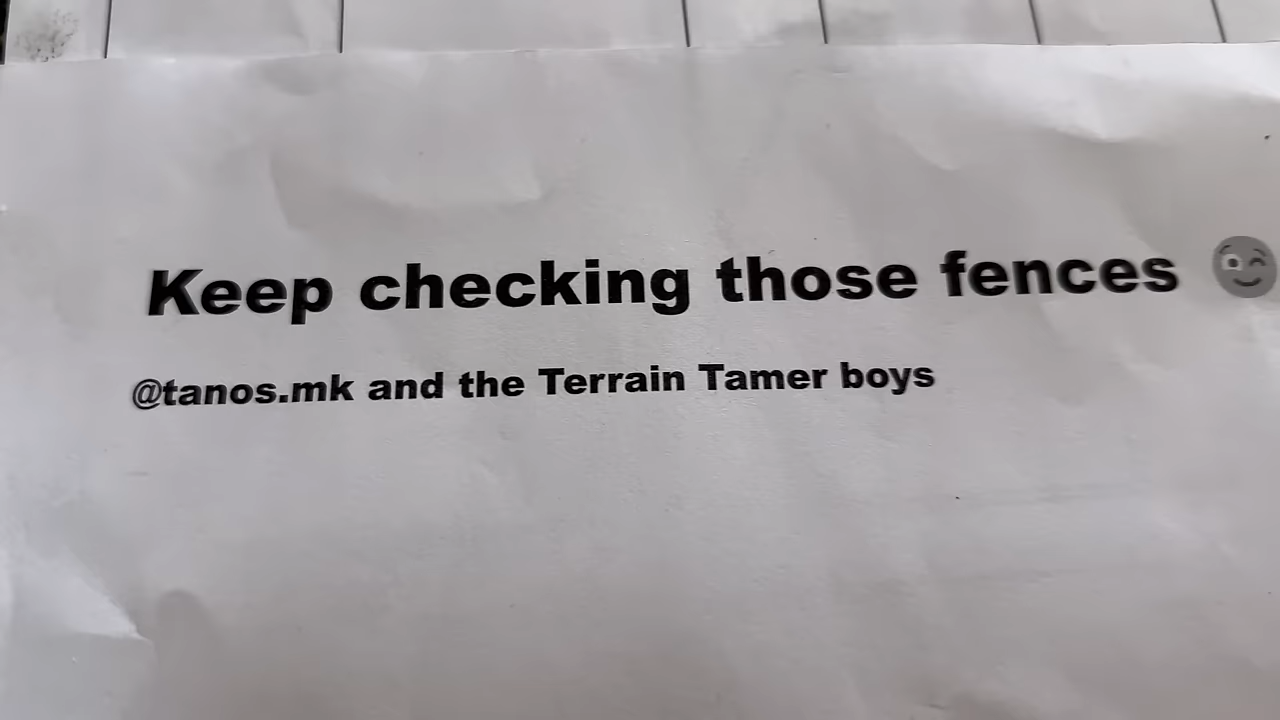 Keep checking those fences 😉
@tanos.mk and the Terrain Tamer boys